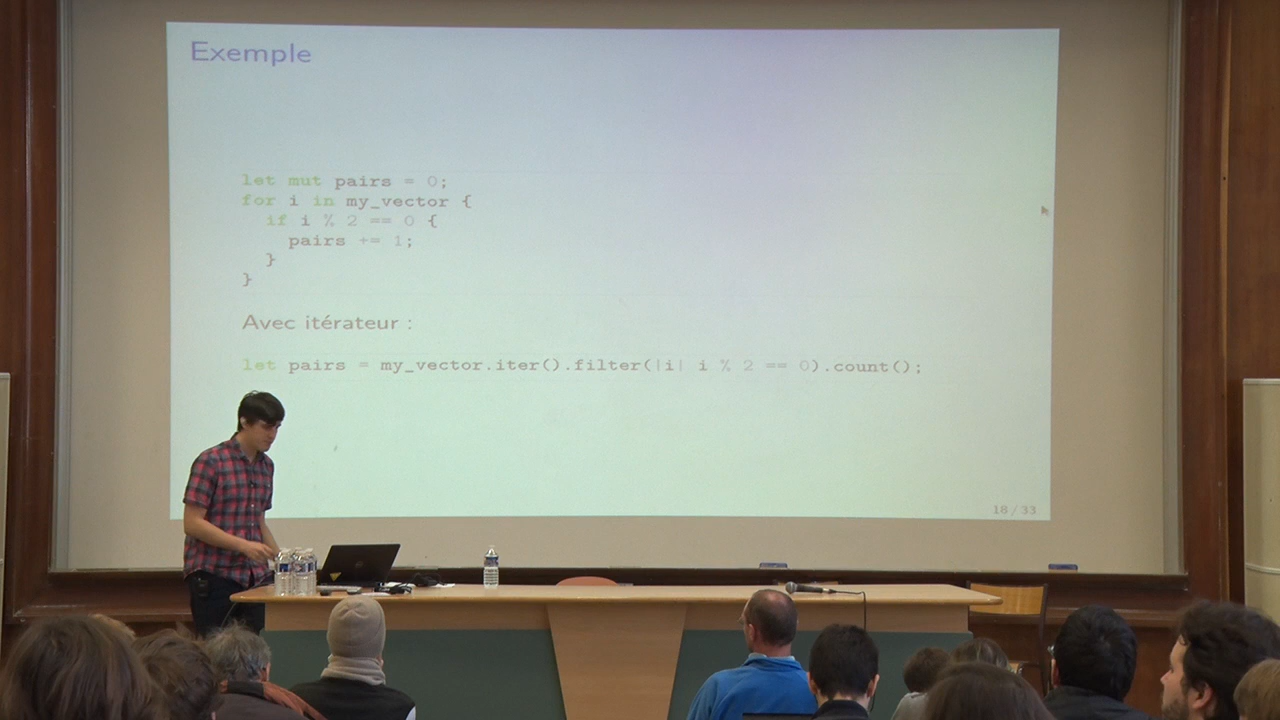 Exemple
let mut pairs = 0;
for i in my_vector {
if i % 2 == 0 {
pairs += 1;
}
}
Avec itérateur :
let pairs = my_vector.iter().filter(|i| i % 2 == 0).count();
18 / 33